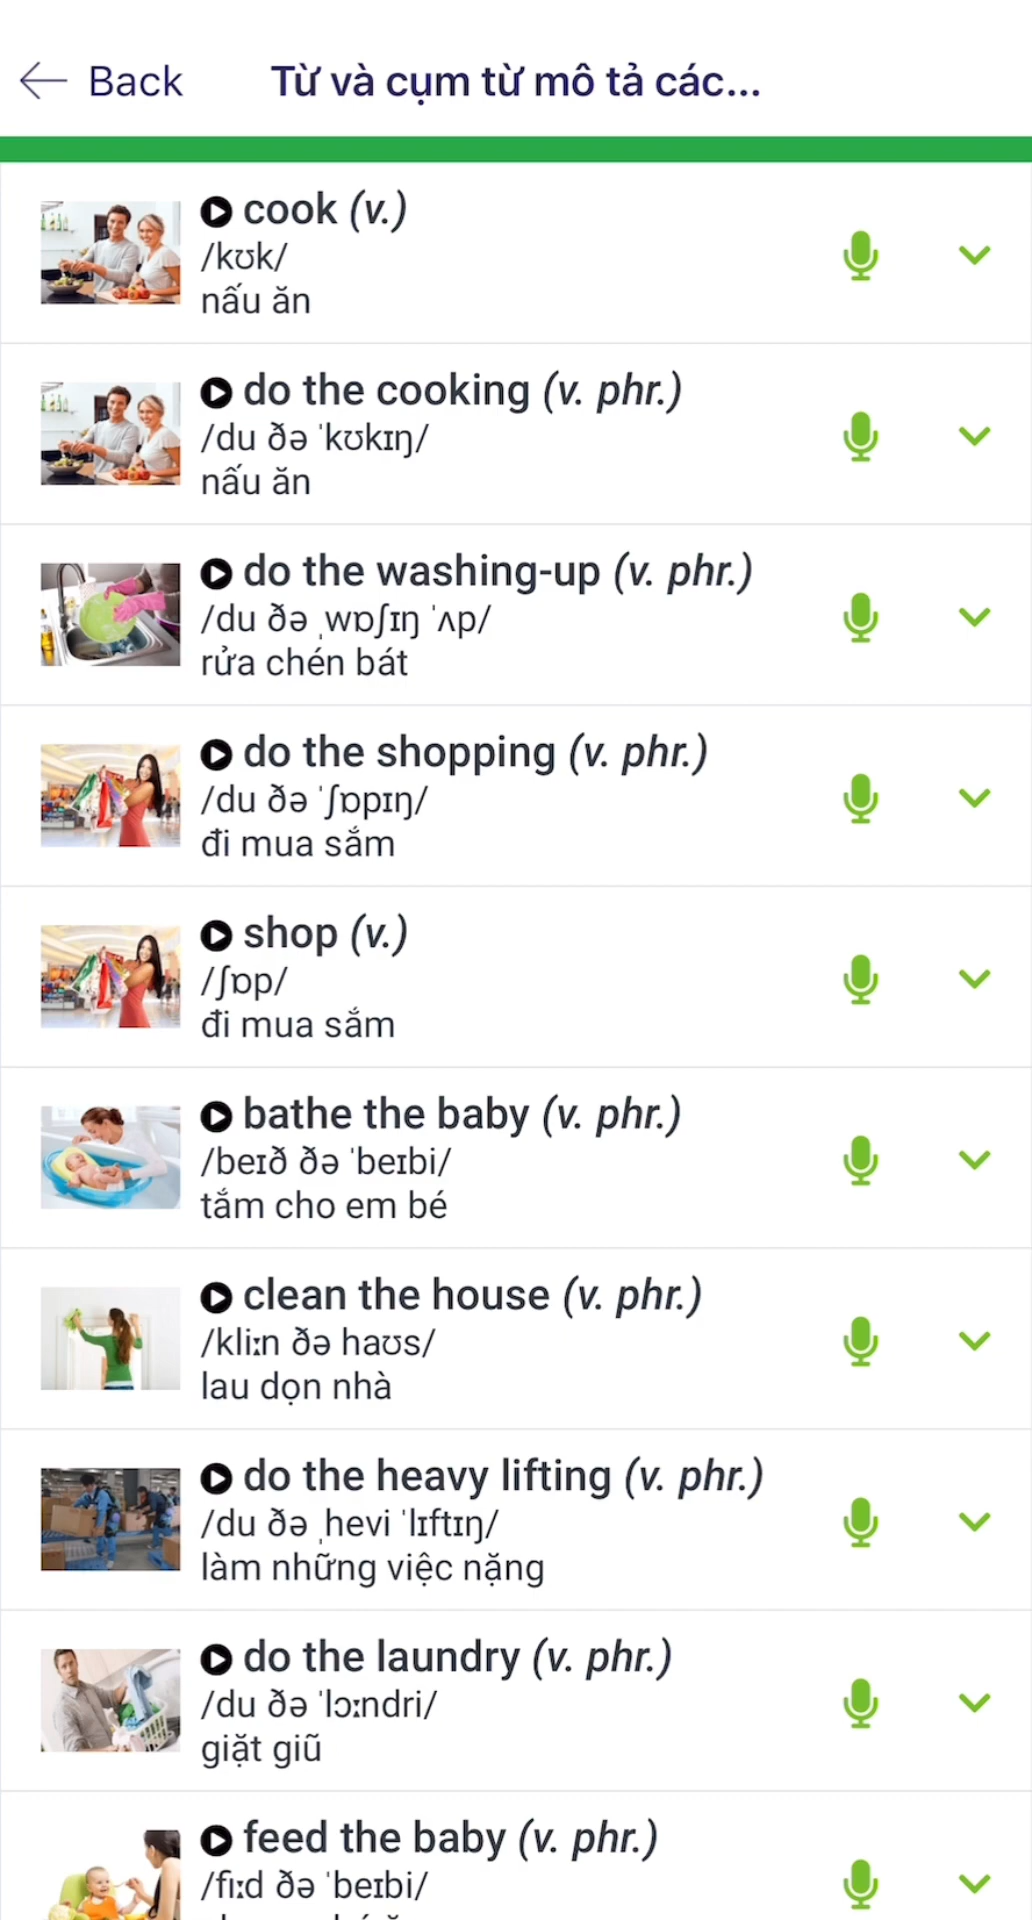 Back
Từ và cụm từ mô tả các...
cook (v.)
/kʊk/
nấu ăn
do the cooking (v. phr.)
/du ðə ˈkʊkɪŋ/
nấu ăn
do the washing-up (v. phr.)
/du ðə ˌwɒʃɪŋ ˈʌp/
rửa chén bát
do the shopping (v. phr.)
/du ðə ˈʃɒpɪŋ/
đi mua sắm
shop (v.)
/ʃɒp/
đi mua sắm
bathe the baby (v. phr.)
/beɪð ðə ˈbeɪbi/
tắm cho em bé
clean the house (v. phr.)
/kliːn ðə haʊs/
lau dọn nhà
do the heavy lifting (v. phr.)
/du ðə ˌhevi ˈlɪftɪŋ/
làm những việc nặng
do the laundry (v. phr.)
/du ðə ˈlɔːndri/
giặt giũ
feed the baby (v. phr.)
/fiːd ðə ˈbeɪbi/